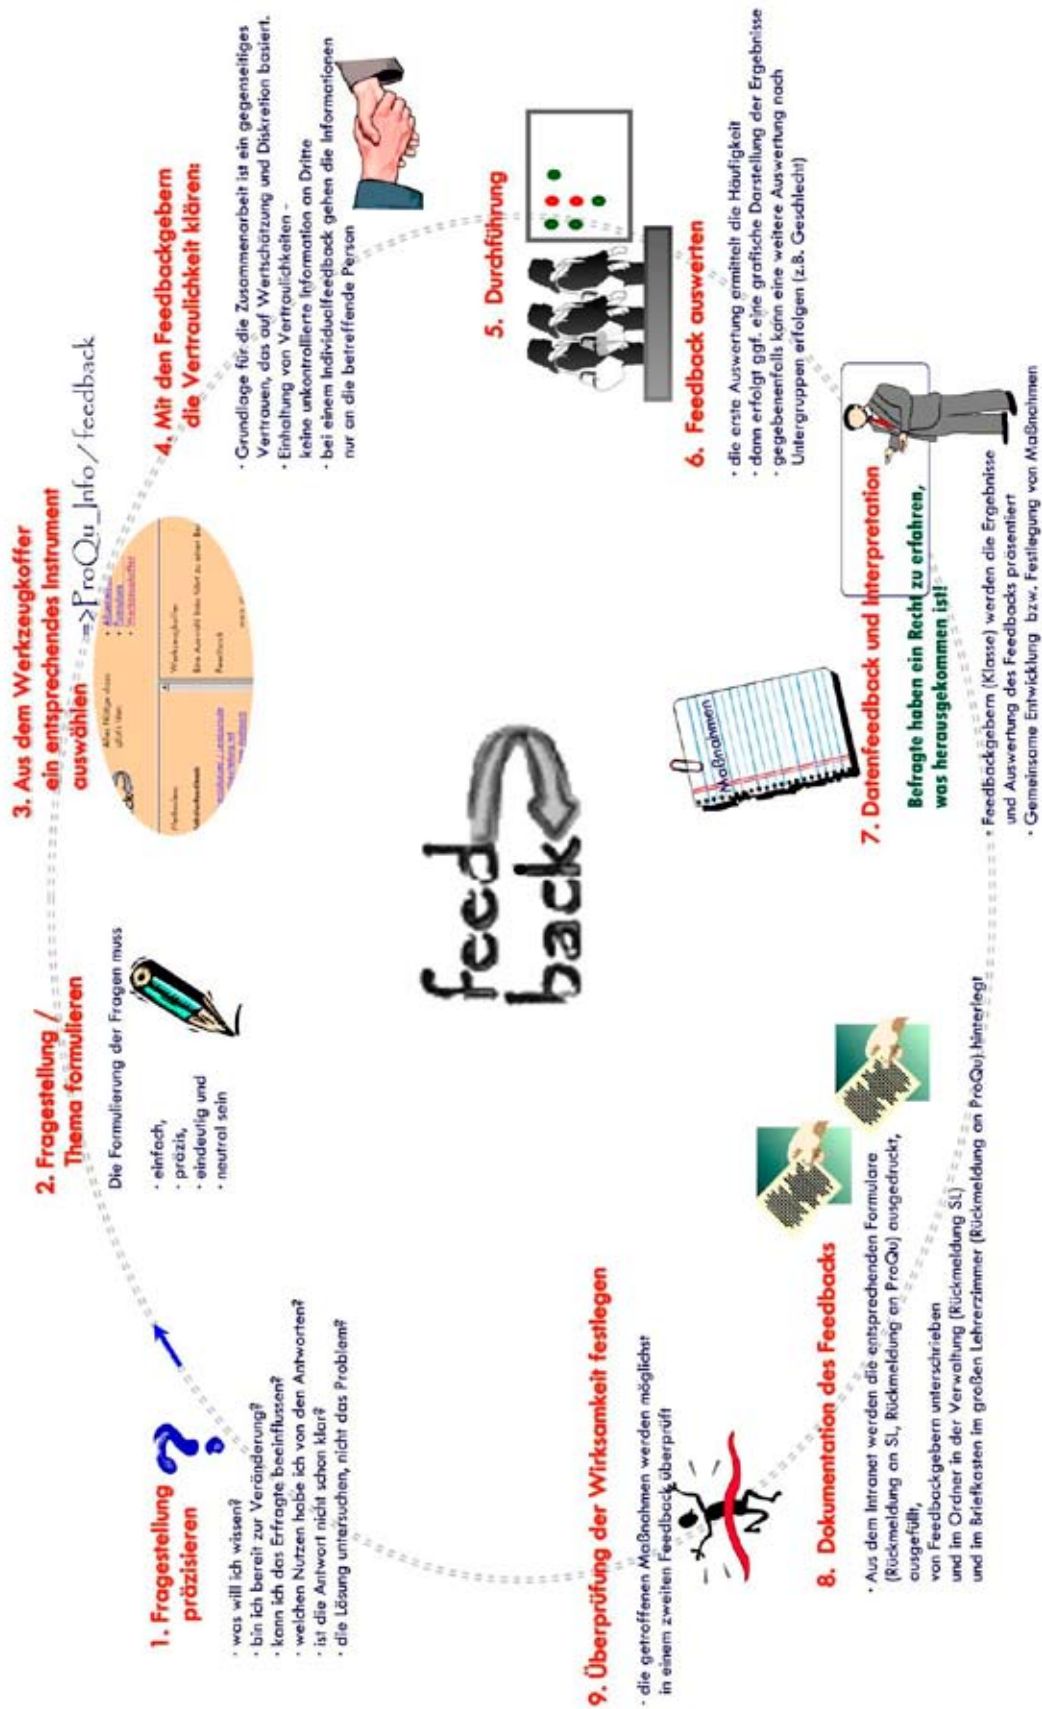 1. Fragestellung
präzisieren
· was will ich wissen?
· bin ich bereit zur Veränderung?
· kann ich das Erfragte beeinflussen?
· welchen Nutzen habe ich von den Antworten?
· ist die Antwort nicht schon klar?
· die Lösung untersuchen, nicht das Problem?
2. Fragestellung /
Thema formulieren
Die Formulierung der Fragen muss
· einfach,
· präzis,
· eindeutig und
· neutral sein
3. Aus dem Werkzeugkoffer
ein entsprechendes Instrument
auswählen
=>ProQu_Info/feedback
Werkzeugkoffer
Feedback
4. Mit den Feedbackgebern
die Vertraulichkeit klären:
· Grundlage für die Zusammenarbeit ist ein gegenseitiges
Vertrauen, das auf Wertschätzung und Diskretion basiert.
· Einhaltung von Vertraulichkeiten -
keine unkontrollierte Information an Dritte
· bei einem Individualfeedback gehen die Informationen
nur an die betreffende Person
5. Durchführung
6. Feedback auswerten
· die erste Auswertung ermittelt die Häufigkeit
· dann erfolgt ggf. eine grafische Darstellung der Ergebnisse
· gegebenenfalls kann eine weitere Auswertung nach
Untergruppen erfolgen (z.B. Geschlecht)
feed
back
Maßnahmen
7. Datenfeedback und Interpretation
Befragte haben ein Recht zu erfahren,
was herausgekommen ist!
· Feedbackgebern (Klasse) werden die Ergebnisse
und Auswertung des Feedbacks präsentiert
· Gemeinsame Entwicklung bzw. Festlegung von Maßnahmen
8. Dokumentation des Feedbacks
· Aus dem Intranet werden die entsprechenden Formulare
(Rückmeldung an SL, Rückmeldung an ProQu) ausgedruckt,
ausgefüllt,
von Feedbackgebern unterschrieben
und im Ordner in der Verwaltung (Rückmeldung SL)
und im Briefkasten im großen Lehrerzimmer (Rückmeldung an ProQu) hinterlegt
9. Überprüfung der Wirksamkeit festlegen
· die getroffenen Maßnahmen werden möglichst
in einem zweiten Feedback überprüft